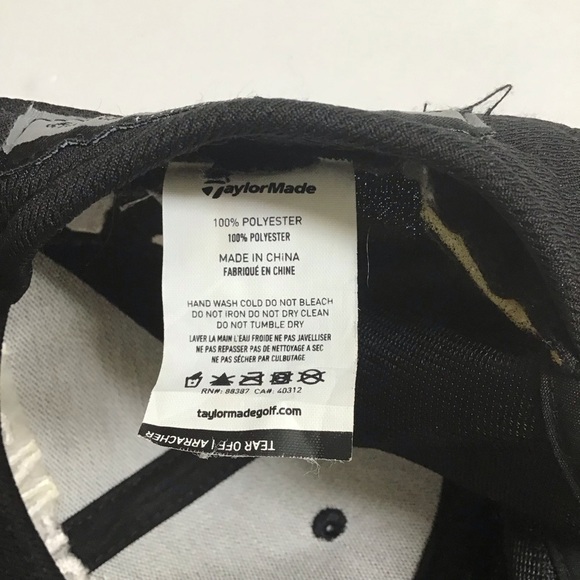 TaylorMade
100% POLYESTER
100% POLYESTER
MADE IN CHINA
FABRIQUÉ EN CHINE
HAND WASH COLD DO NOT BLEACH
DO NOT IRON DO NOT DRY CLEAN
DO NOT TUMBLE DRY
LAVER LA MAIN L'EAU FROIDE NE PAS JAVELLISER
NE PAS REPASSER PAS DE NETTOYAGE A SEC
NE PAS SÉCHER PAR CULBUTAGE
RN#: 88387 CA#: 40312
taylormadegolf.com
TEAR OFF | ARRACHER